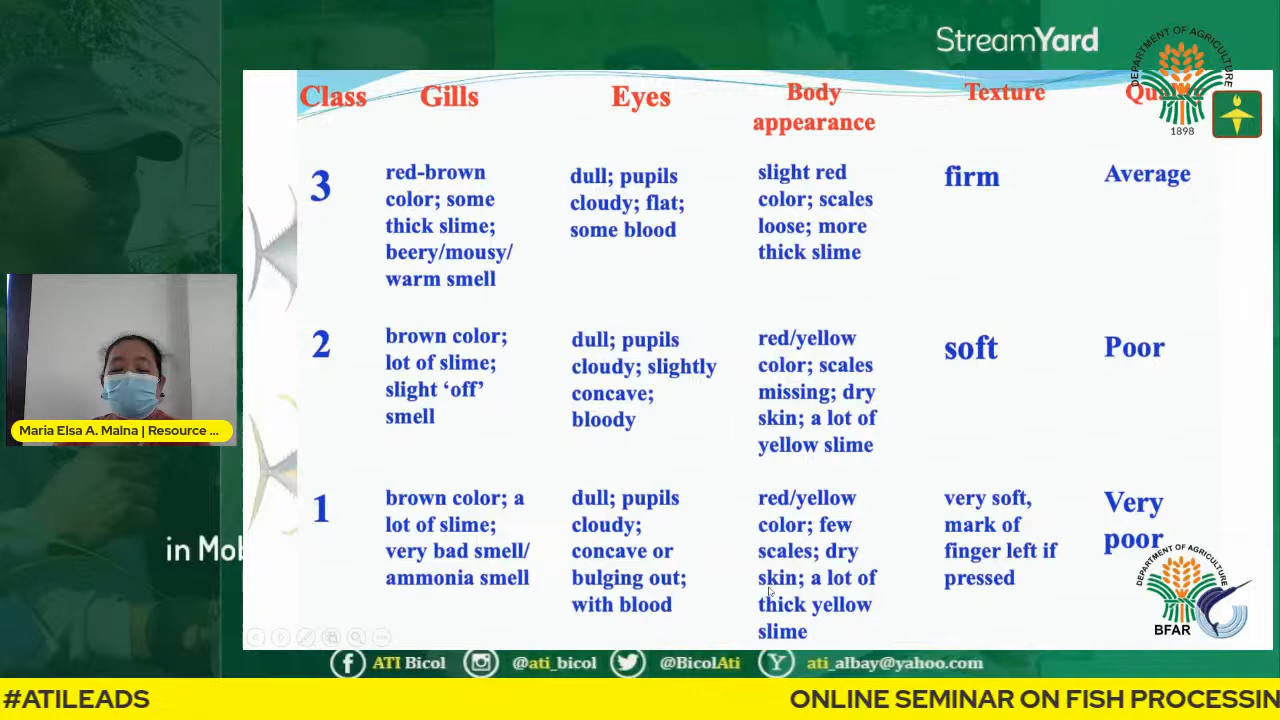 StreamYard
DEPARTMENT OF AGRICULTURE
1898
Class Gills Eyes Body Texture
appearance
3
red-brown
color; some
thick slime;
beery/mousy/
warm smell
dull; pupils
cloudy; flat;
some blood
slight red
color; scales
loose; more
thick slime
firm
Average
2
brown color;
lot of slime;
slight ‘off’
smell
dull; pupils
cloudy; slightly
concave;
bloody
red/yellow
color; scales
missing; dry
skin; a lot of
yellow slime
soft
Poor
1
brown color; a
lot of slime;
very bad smell/
ammonia smell
dull; pupils
cloudy;
concave or
bulging out;
with blood
red/yellow
color; few
scales; dry
skin; a lot of
thick yellow
slime
very soft,
mark of
finger left if
pressed
Very
poor
Maria Elsa A. Malna | Resource ...
in Mob
DEPARTMENT OF AGRICULTURE
BFAR
ATI Bicol @ati_bicol @BicolAti ati_albay@yahoo.com
#ATILEADS ONLINE SEMINAR ON FISH PROCESSIN